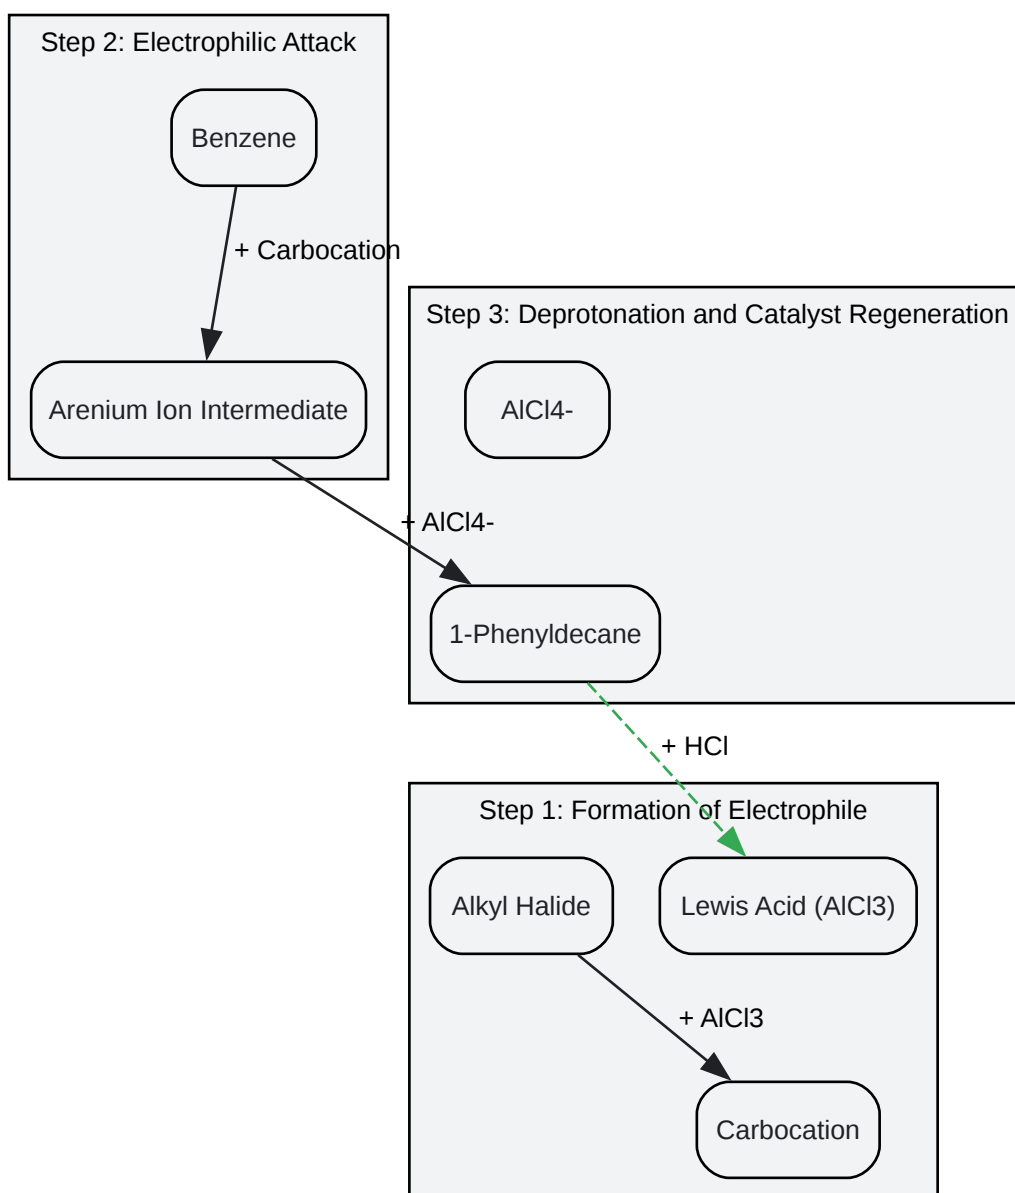 Step 2: Electrophilic Attack
Benzene
+ Carbocation
Arenium Ion Intermediate
Step 3: Deprotonation and Catalyst Regeneration
AlCl4-
+ AlCl4-
1-Phenyldecane
+ HCl
Step 1: Formation of Electrophile
Alkyl Halide
Lewis Acid (AlCl3)
+ AlCl3
Carbocation